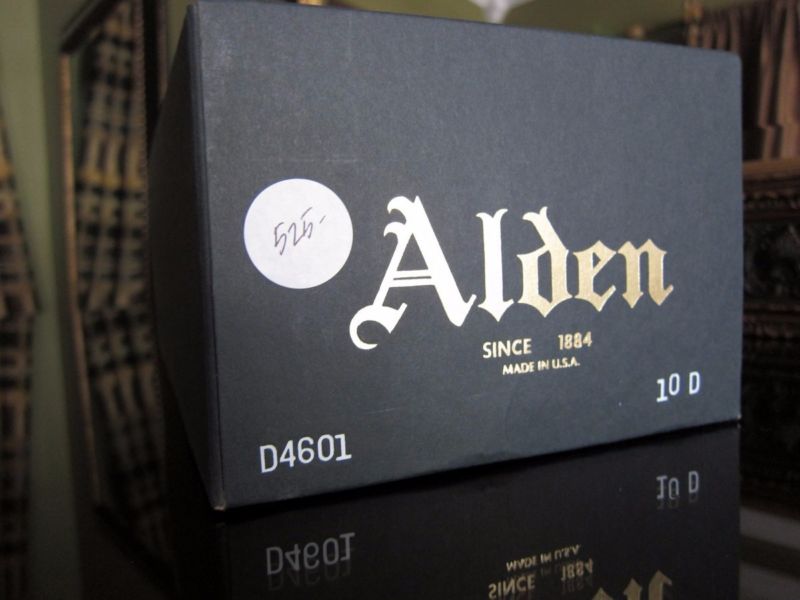 525-
Alden
SINCE 1884
MADE IN U.S.A.
10 D
D4601